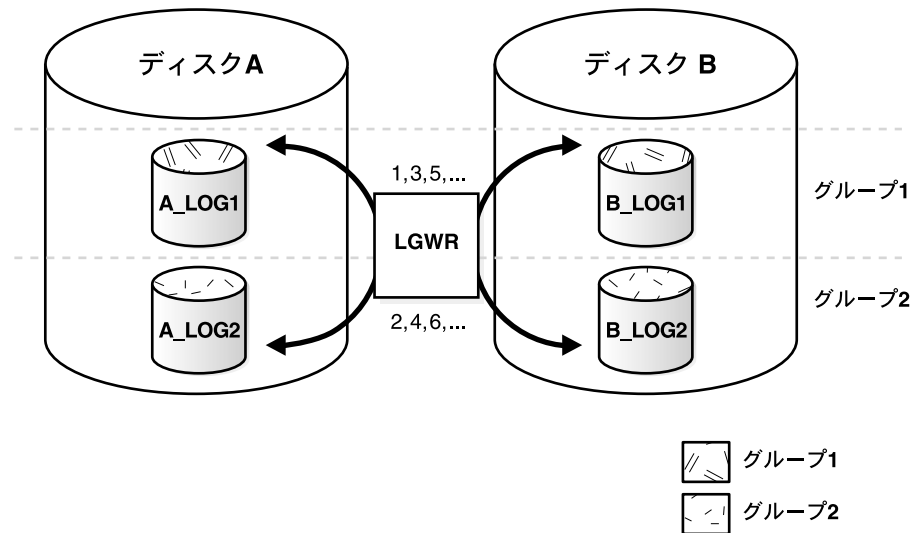 ディスクA
ディスク B
1,3,5,...
A_LOG1
B_LOG1
グループ1
LGWR
グループ2
2,4,6,...
A_LOG2
B_LOG2
グループ1
グループ2